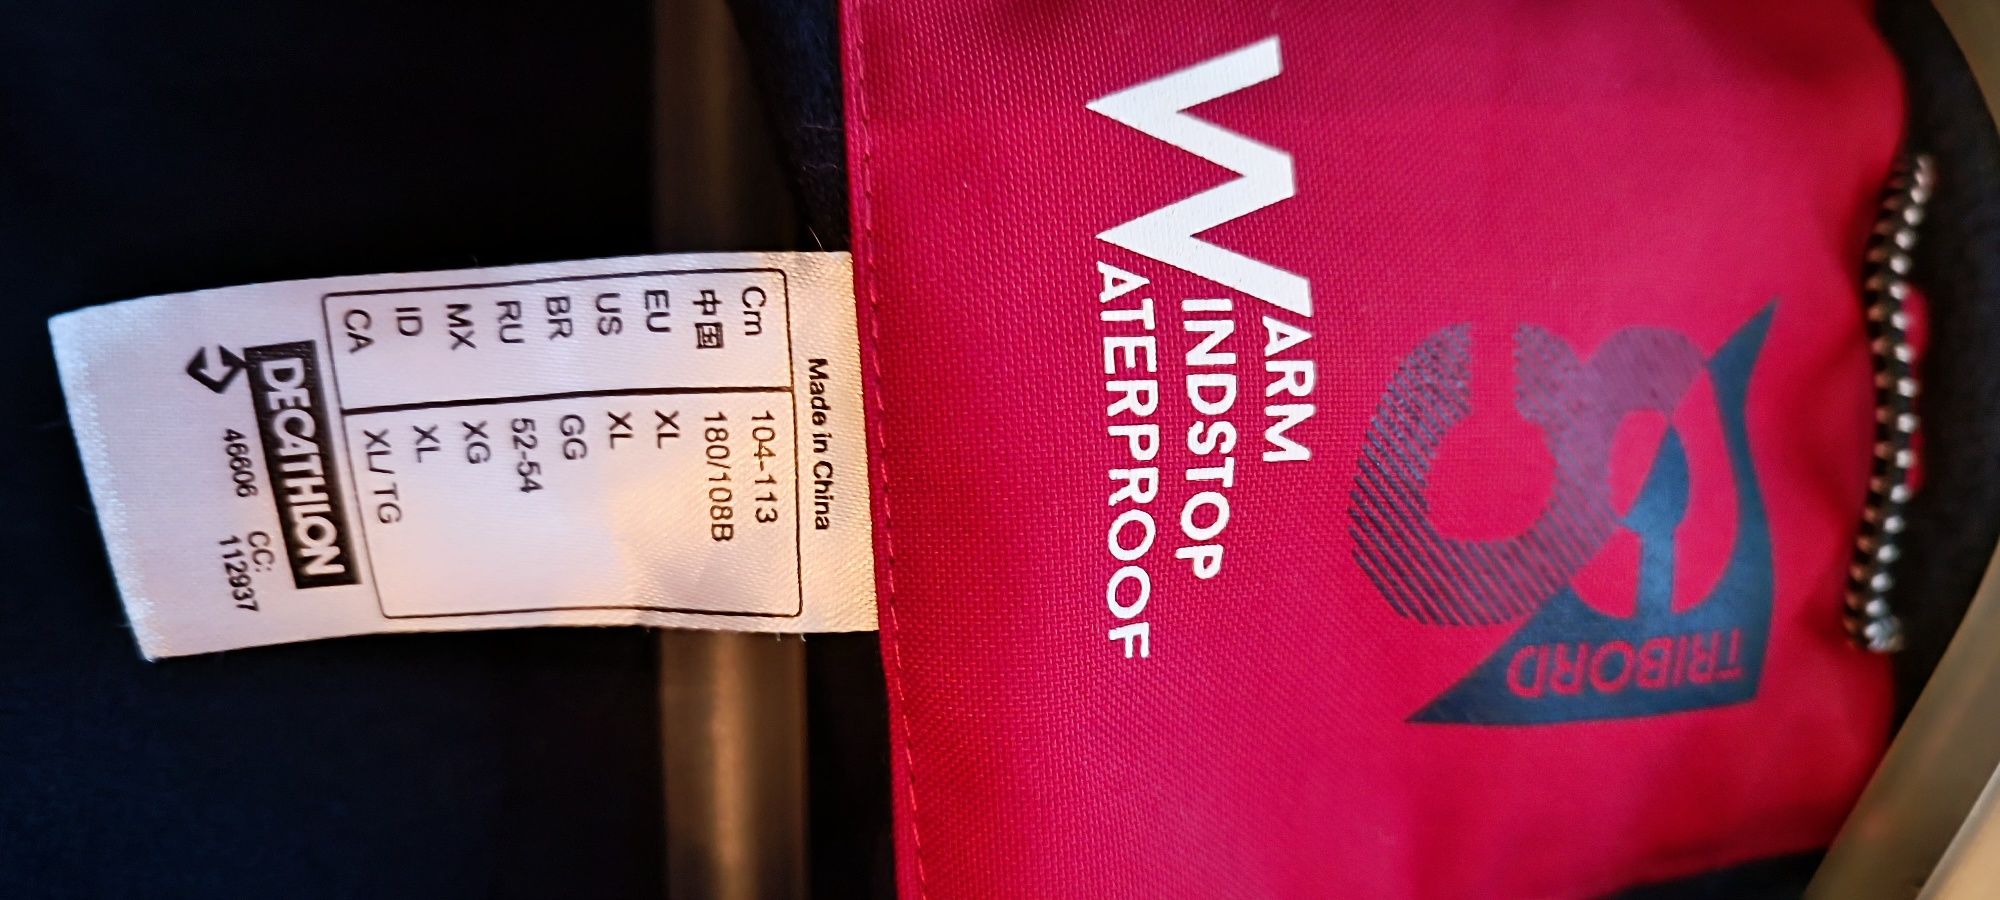 TRIBORD
WARM
WINDSTOP
WATERPROOF
Made in China
Cm 104-113
中国 180/108B
EU XL
US XL
BR GG
RU 52-54
MX XG
ID XL
CA XL/ TG
DECATHLON
CC:
46606 112937